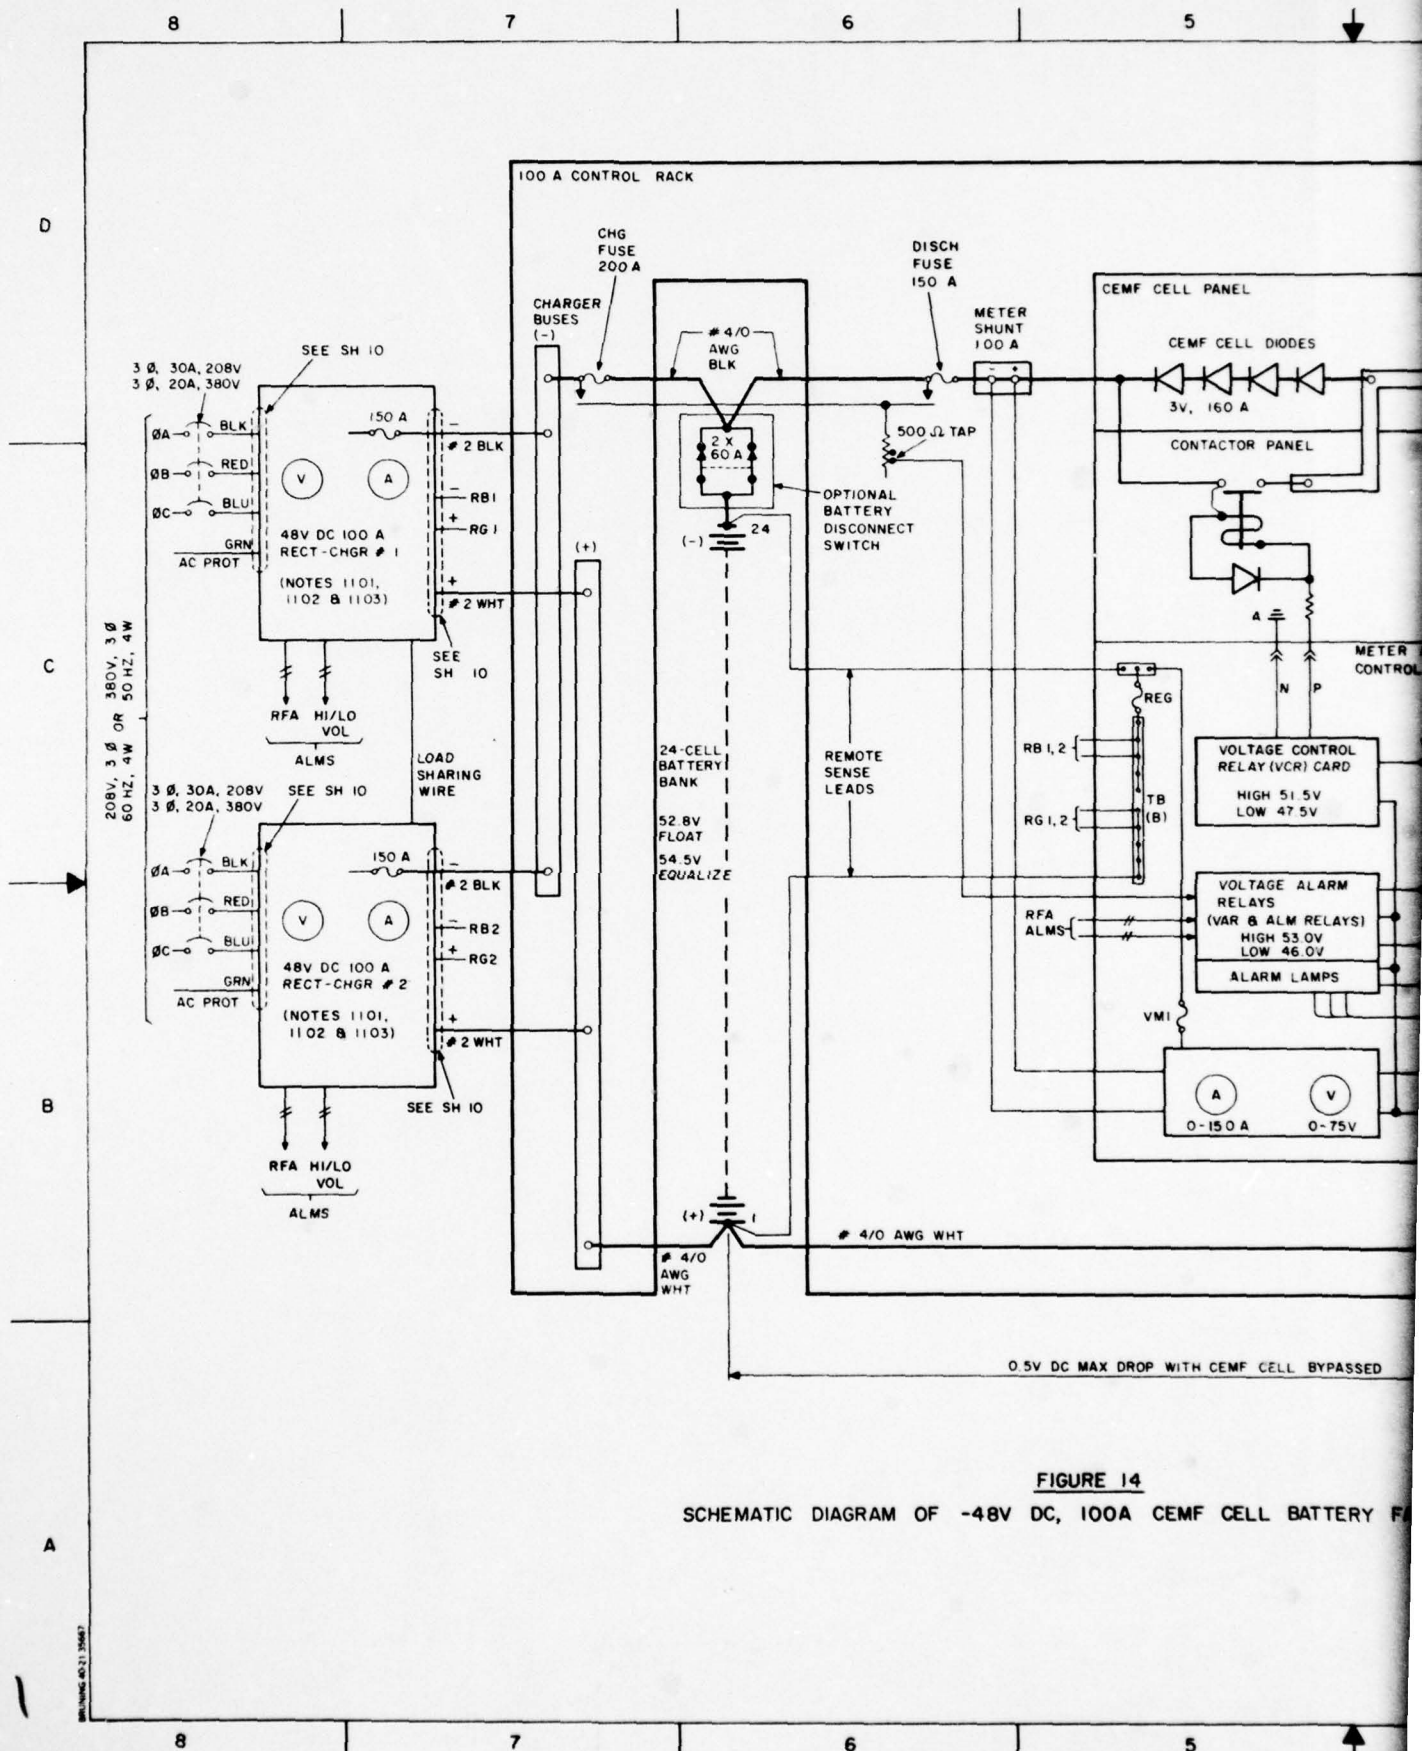 8
7
6
5
D
C
B
A
100 A CONTROL RACK
CHG
FUSE
200 A
DISCH
FUSE
150 A
CHARGER
BUSES
(-)
# 4/0
AWG
BLK
METER
SHUNT
100 A
- +
CEMF CELL PANEL
CEMF CELL DIODES
3V, 160 A
CONTACTOR PANEL
SEE SH 10
3 Ø, 30A, 208V
3 Ø, 20A, 380V
ØA
BLK
ØB
RED
ØC
BLU
GRN
AC PROT
150 A
V
A
48V DC 100 A
RECT-CHGR # 1
(NOTES 1101,
1102 & 1103)
-
# 2 BLK
-
RB1
+
RG1
+
# 2 WHT
SEE
SH 10
(+)
2 X
60 A
500 Ω TAP
OPTIONAL
BATTERY
DISCONNECT
SWITCH
(-)
24
A
N
P
METER
CONTROL
208V, 3 Ø OR 380V, 3 Ø
60 HZ, 4W 50 HZ, 4W
RFA HI/LO
VOL
ALMS
LOAD
SHARING
WIRE
24-CELL
BATTERY
BANK
52.8V
FLOAT
54.5V
EQUALIZE
REMOTE
SENSE
LEADS
REG
RB 1, 2
TB
(B)
RG 1, 2
VOLTAGE CONTROL
RELAY (VCR) CARD
HIGH 51.5V
LOW 47.5V
3 Ø, 30A, 208V
3 Ø, 20A, 380V
SEE SH 10
ØA
BLK
ØB
RED
ØC
BLU
GRN
AC PROT
150 A
V
A
48V DC 100 A
RECT-CHGR # 2
(NOTES 1101,
1102 & 1103)
-
# 2 BLK
-
RB2
+
RG2
+
# 2 WHT
SEE SH 10
RFA
ALMS
VOLTAGE ALARM
RELAYS
(VAR & ALM RELAYS)
HIGH 53.0V
LOW 46.0V
ALARM LAMPS
VM1
A
0-150 A
V
0-75V
RFA HI/LO
VOL
ALMS
(+)
1
# 4/0 AWG WHT
# 4/0
AWG
WHT
0.5V DC MAX DROP WITH CEMF CELL BYPASSED
FIGURE 14
SCHEMATIC DIAGRAM OF -48V DC, 100A CEMF CELL BATTERY
BRUNING 40-21 35667
8
7
6
5